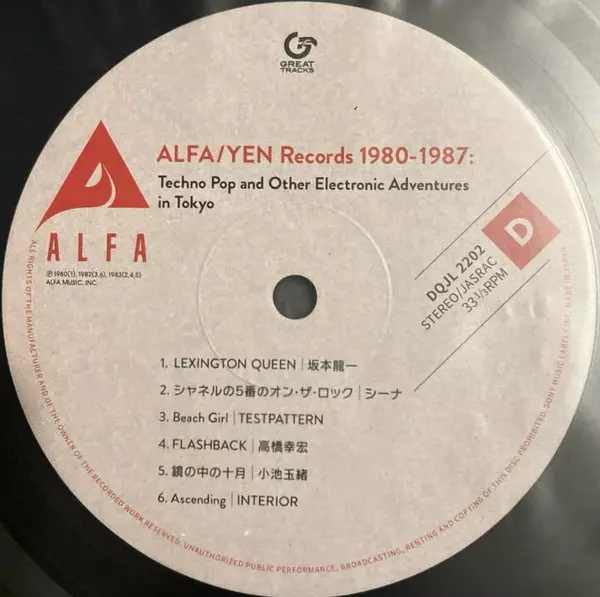 GREAT
TRACKS
ALFA/YEN Records 1980-1987:
Techno Pop and Other Electronic Adventures
in Tokyo
ALFA
℗ 1980(1), 1982(3,6), 1983(2,4,5)
ALFA MUSIC, INC.
D
DQJL 2202
STEREO/JASRAC
33 1/3RPM
1. LEXINGTON QUEEN | 坂本龍一
2. シャネルの5番のオン・ザ・ロック | シーナ
3. Beach Girl | TESTPATTERN
4. FLASHBACK | 高橋幸宏
5. 鏡の中の十月 | 小池玉緒
6. Ascending | INTERIOR
ALL RIGHTS OF THE MANUFACTURER AND OF THE OWNER OF THE RECORDED WORK RESERVED. UNAUTHORIZED PUBLIC PERFORMANCE, BROADCASTING, RENTING AND COPYING OF THIS DISC PROHIBITED. SONY MUSIC LABELS INC. MADE IN JAPAN